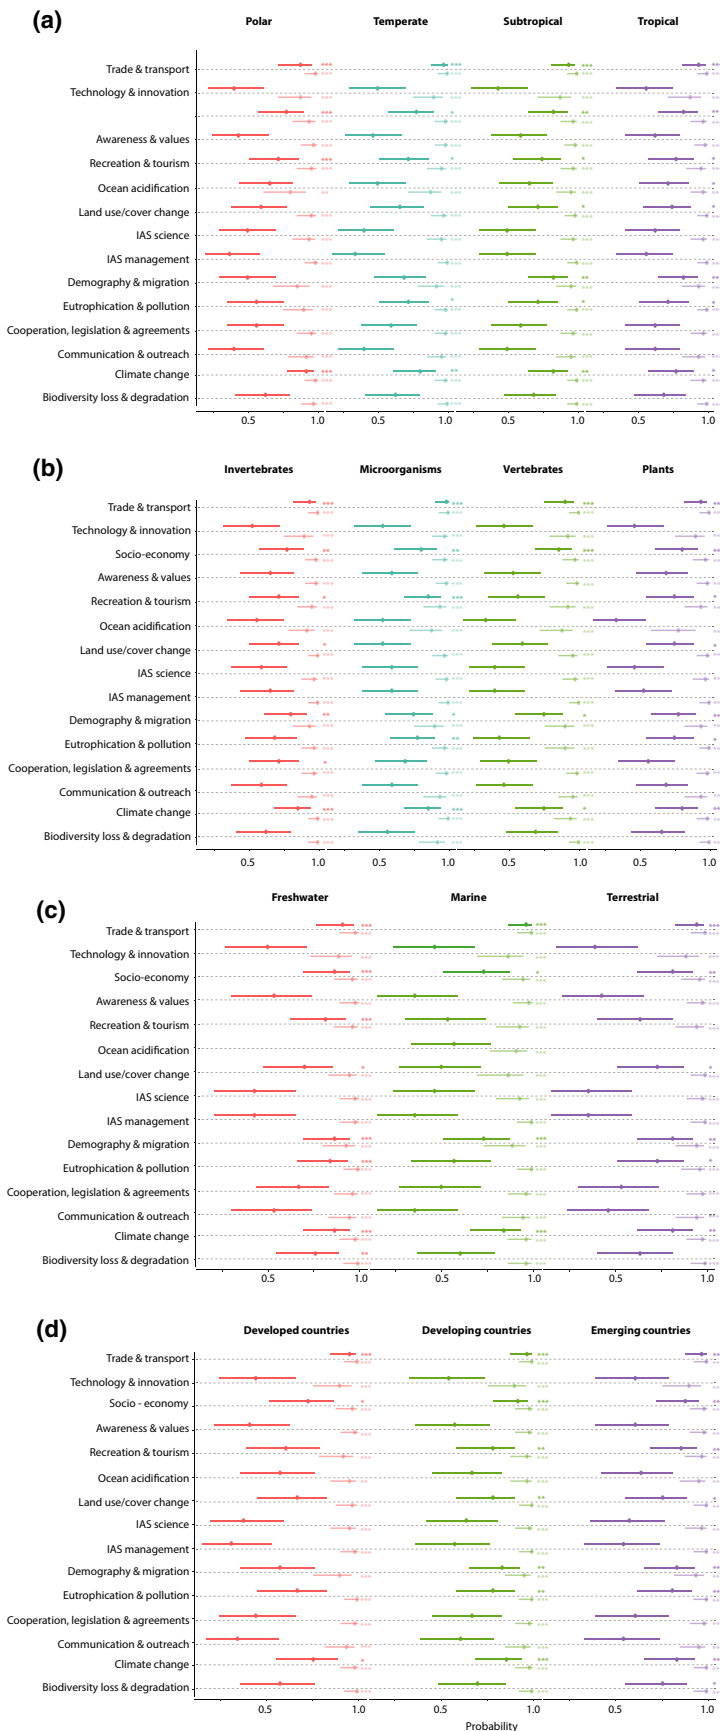 (a)
Polar Temperate Subtropical Tropical
Trade & transport
Technology & innovation
Awareness & values
Recreation & tourism
Ocean acidification
Land use/cover change
IAS science
IAS management
Demography & migration
Eutrophication & pollution
Cooperation, legislation & agreements
Communication & outreach
Climate change
Biodiversity loss & degradation
0.5 1.0 0.5 1.0 0.5 1.0 0.5 1.0
(b)
Invertebrates Microorganisms Vertebrates Plants
Trade & transport
Technology & innovation
Socio-economy
Awareness & values
Recreation & tourism
Ocean acidification
Land use/cover change
IAS science
IAS management
Demography & migration
Eutrophication & pollution
Cooperation, legislation & agreements
Communication & outreach
Climate change
Biodiversity loss & degradation
0.5 1.0 0.5 1.0 0.5 1.0 0.5 1.0
(c)
Freshwater Marine Terrestrial
Trade & transport
Technology & innovation
Socio-economy
Awareness & values
Recreation & tourism
Ocean acidification
Land use/cover change
IAS science
IAS management
Demography & migration
Eutrophication & pollution
Cooperation, legislation & agreements
Communication & outreach
Climate change
Biodiversity loss & degradation
0.5 1.0 0.5 1.0 0.5 1.0
(d)
Developed countries Developing countries Emerging countries
Trade & transport
Technology & innovation
Socio - economy
Awareness & values
Recreation & tourism
Ocean acidification
Land use/cover change
IAS science
IAS management
Demography & migration
Eutrophication & pollution
Cooperation, legislation & agreements
Communication & outreach
Climate change
Biodiversity loss & degradation
0.5 1.0 0.5 1.0 0.5 1.0
Probability